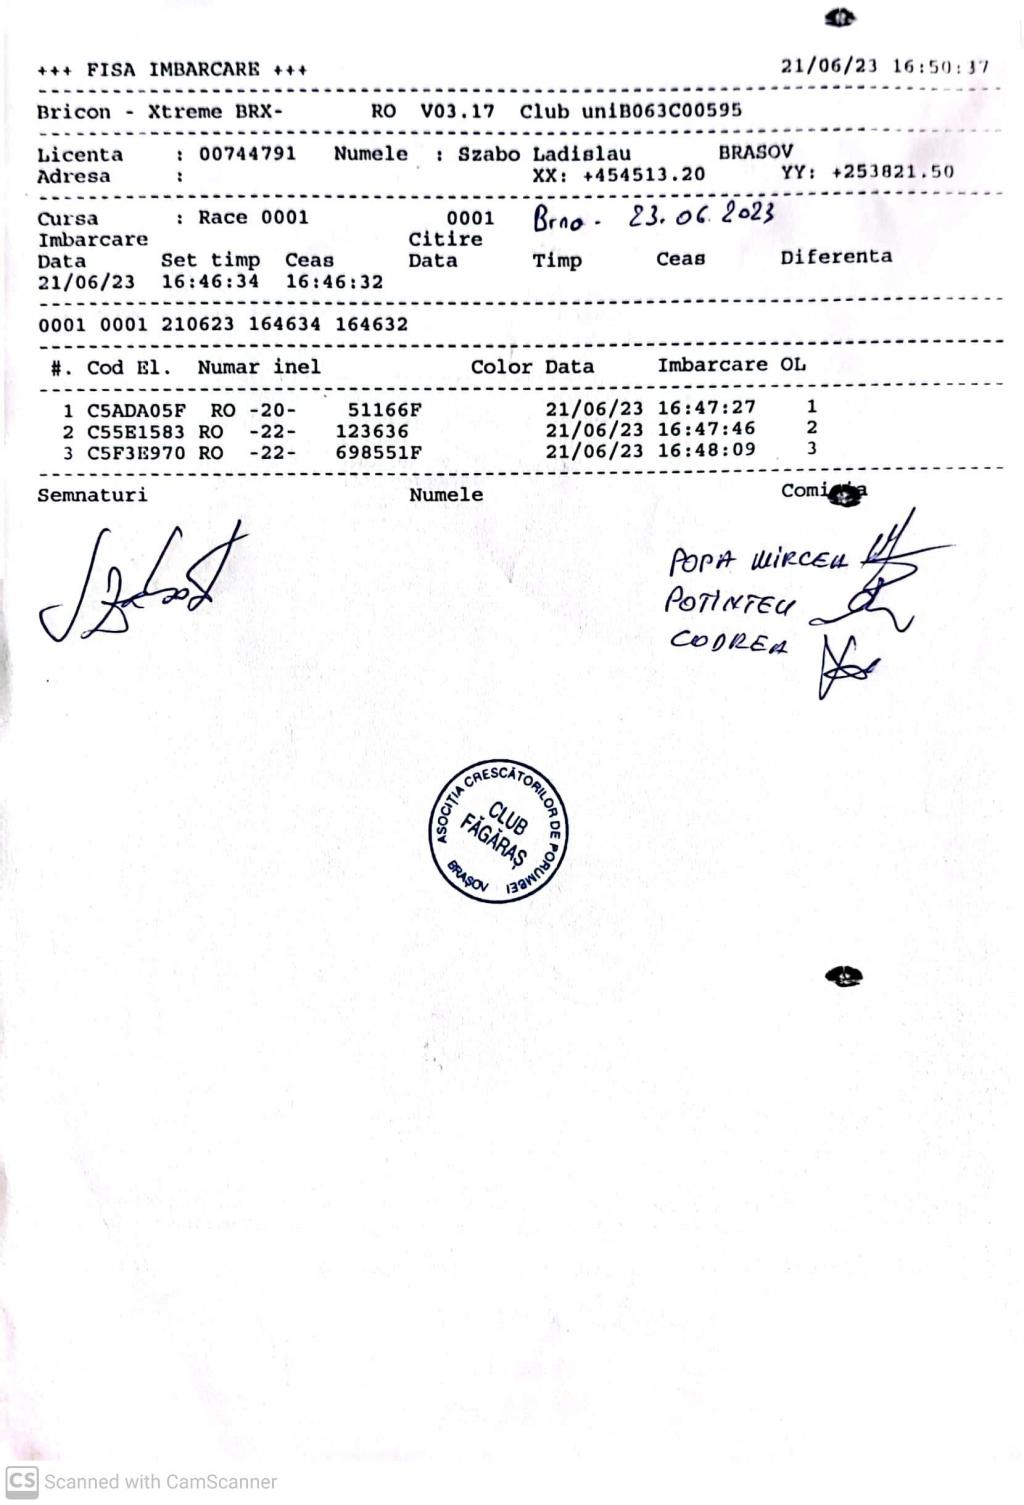 +++ FISA IMBARCARE +++ 21/06/23 16:50:37
Bricon - Xtreme BRX- RO V03.17 Club uniB063C00595
Licenta : 00744791 Numele : Szabo Ladislau BRASOV
Adresa : XX: +454513.20 YY: +253821.50
Cursa : Race 0001 0001 Brno - 23.06.2023
Imbarcare Citire
Data Set timp Ceas Data Timp Ceas Diferenta
21/06/23 16:46:34 16:46:32
0001 0001 210623 164634 164632
#. Cod El. Numar inel Color Data Imbarcare OL
1 C5ADA05F RO -20- 51166F 21/06/23 16:47:27 1
2 C55E1583 RO -22- 123636 21/06/23 16:47:46 2
3 C5F3E970 RO -22- 698551F 21/06/23 16:48:09 3
Semnaturi Numele
POPA MIRCEA
POTINTEU
CODREA
ASOCIȚIA CRESCĂTORILOR DE PORUMBEI
CLUB
FĂGĂRAȘ
BRAȘOV
CS Scanned with CamScanner